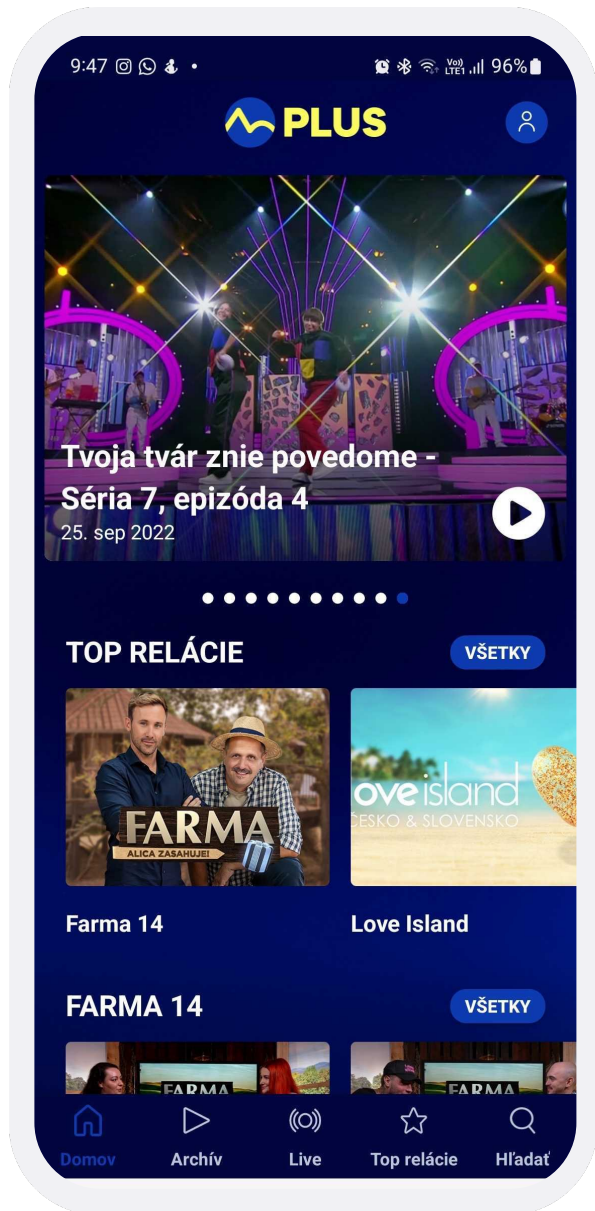 9:47
Vo))
LTE1
96%
PLUS
Tvoja tvár znie povedome -
Séria 7, epizóda 4
25. sep 2022
TOP RELÁCIE
VŠETKY
FARMA
ALICA ZASAHUJE!
ove island
ČESKO & SLOVENSKO
Farma 14
Love Island
FARMA 14
VŠETKY
FARMA
FARMA
Domov
Archív
Live
Top relácie
Hľadať